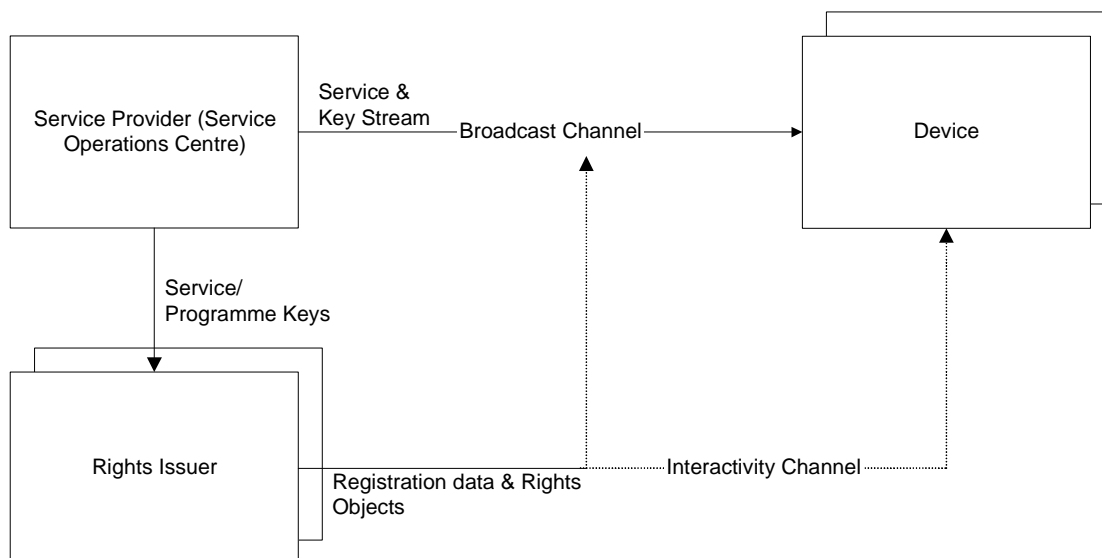 Service Provider (Service
Operations Centre)
Service &
Key Stream
Broadcast Channel
Device
Service/
Programme Keys
Rights Issuer
Registration data & Rights
Objects
Interactivity Channel